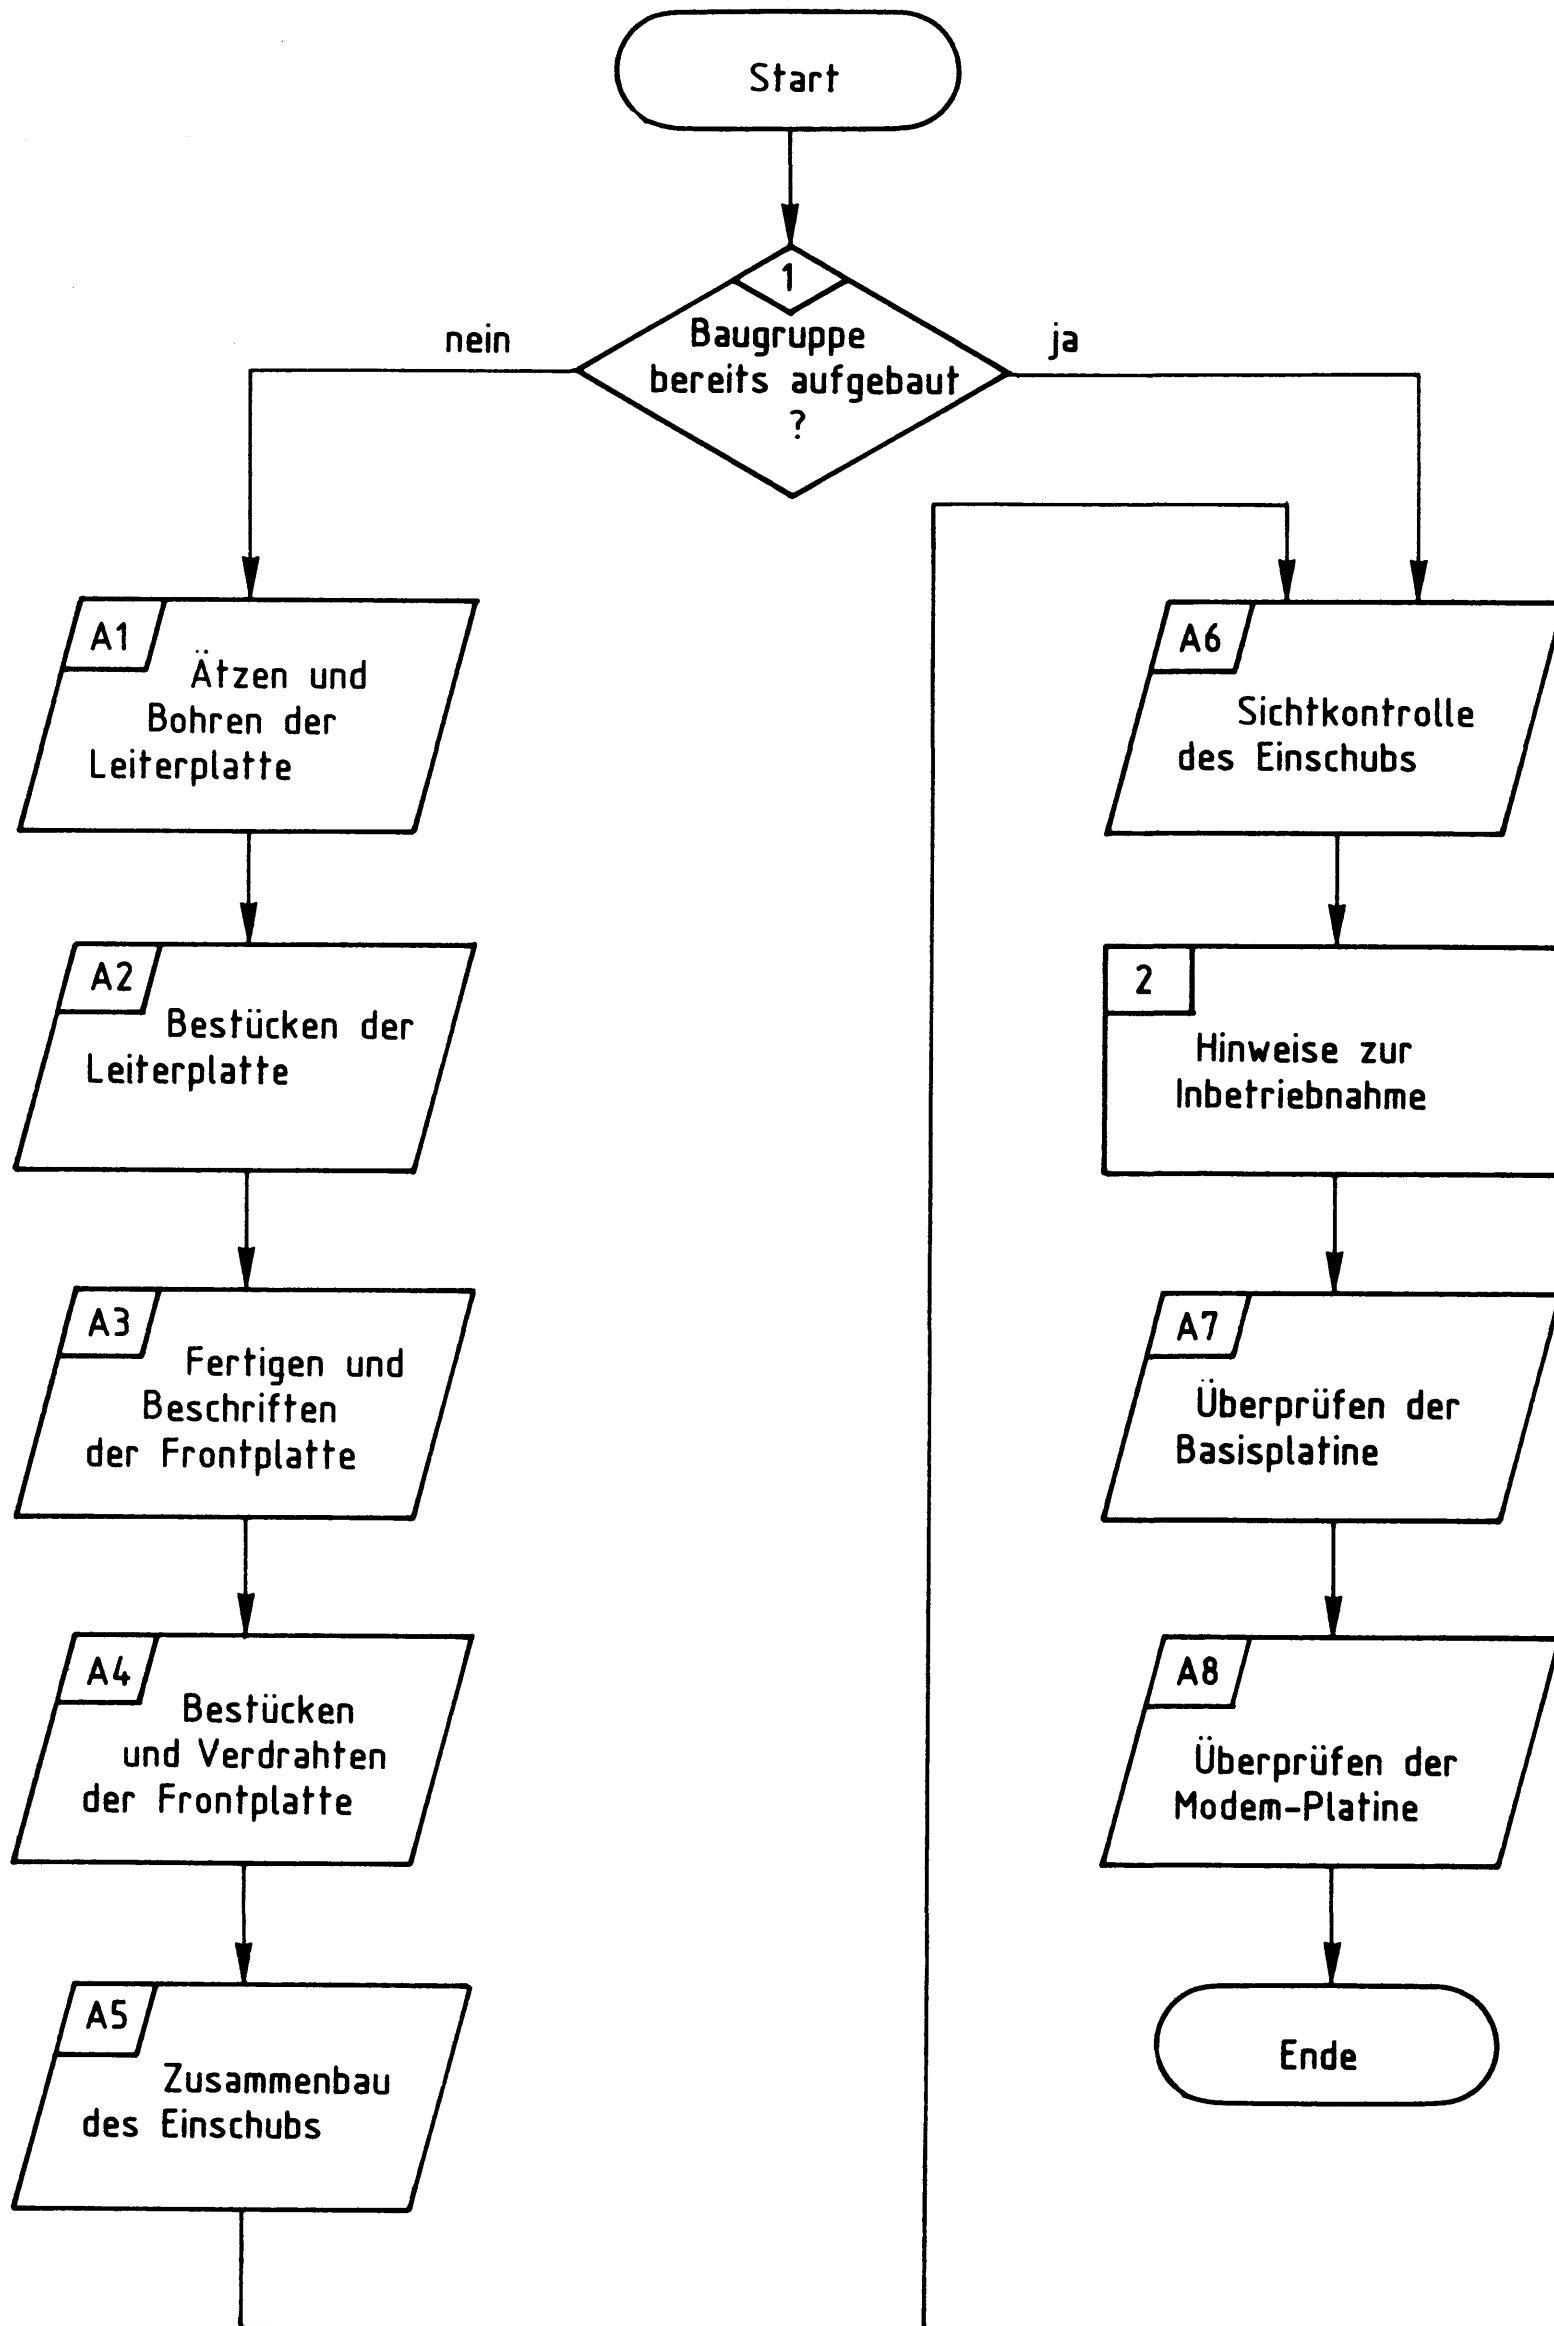 Start
1
Baugruppe
bereits aufgebaut
?
nein
ja
A1
Ätzen und
Bohren der
Leiterplatte
A2
Bestücken der
Leiterplatte
A3
Fertigen und
Beschriften
der Frontplatte
A4
Bestücken
und Verdrahten
der Frontplatte
A5
Zusammenbau
des Einschubs
A6
Sichtkontrolle
des Einschubs
2
Hinweise zur
Inbetriebnahme
A7
Überprüfen der
Basisplatine
A8
Überprüfen der
Modem-Platine
Ende